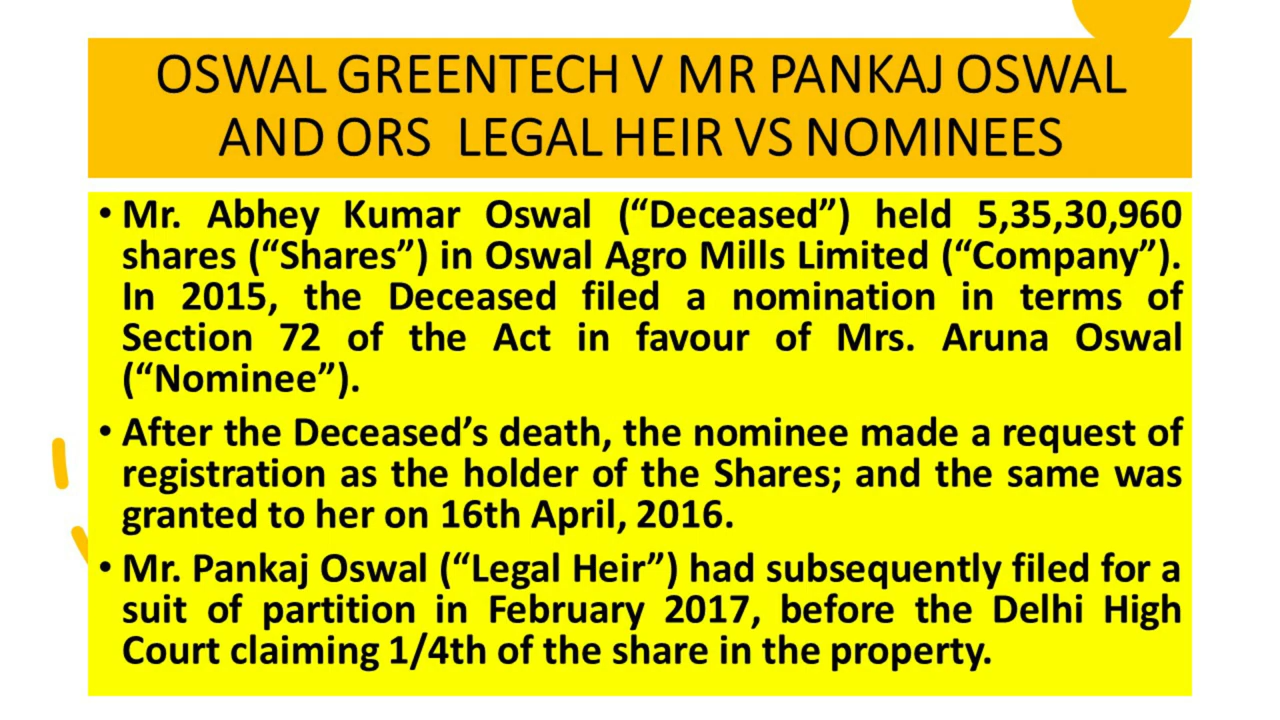 OSWAL GREENTECH V MR PANKAJ OSWAL
AND ORS  LEGAL HEIR VS NOMINEES
• Mr. Abhey Kumar Oswal (“Deceased”) held 5,35,30,960
shares (“Shares”) in Oswal Agro Mills Limited (“Company”).
In 2015, the Deceased filed a nomination in terms of
Section 72 of the Act in favour of Mrs. Aruna Oswal
(“Nominee”).
• After the Deceased’s death, the nominee made a request of
registration as the holder of the Shares; and the same was
granted to her on 16th April, 2016.
• Mr. Pankaj Oswal (“Legal Heir”) had subsequently filed for a
suit of partition in February 2017, before the Delhi High
Court claiming 1/4th of the share in the property.